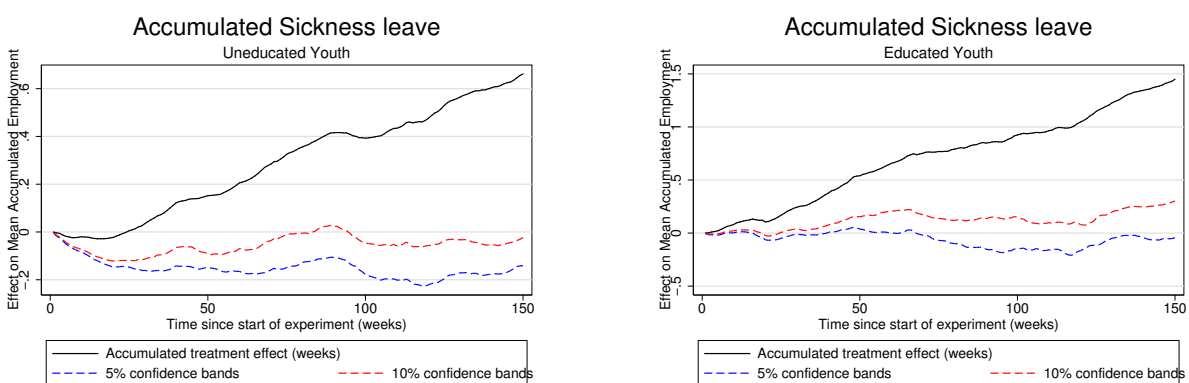 Accumulated Sickness leave
Uneducated Youth
Effect on Mean Accumulated Employment
.6
.4
.2
0
-.2
0 50 100 150
Time since start of experiment (weeks)
Accumulated treatment effect (weeks)
5% confidence bands 10% confidence bands
Accumulated Sickness leave
Educated Youth
Effect on Mean Accumulated Employment
1.5
1
.5
0
-.5
0 50 100 150
Time since start of experiment (weeks)
Accumulated treatment effect (weeks)
5% confidence bands 10% confidence bands